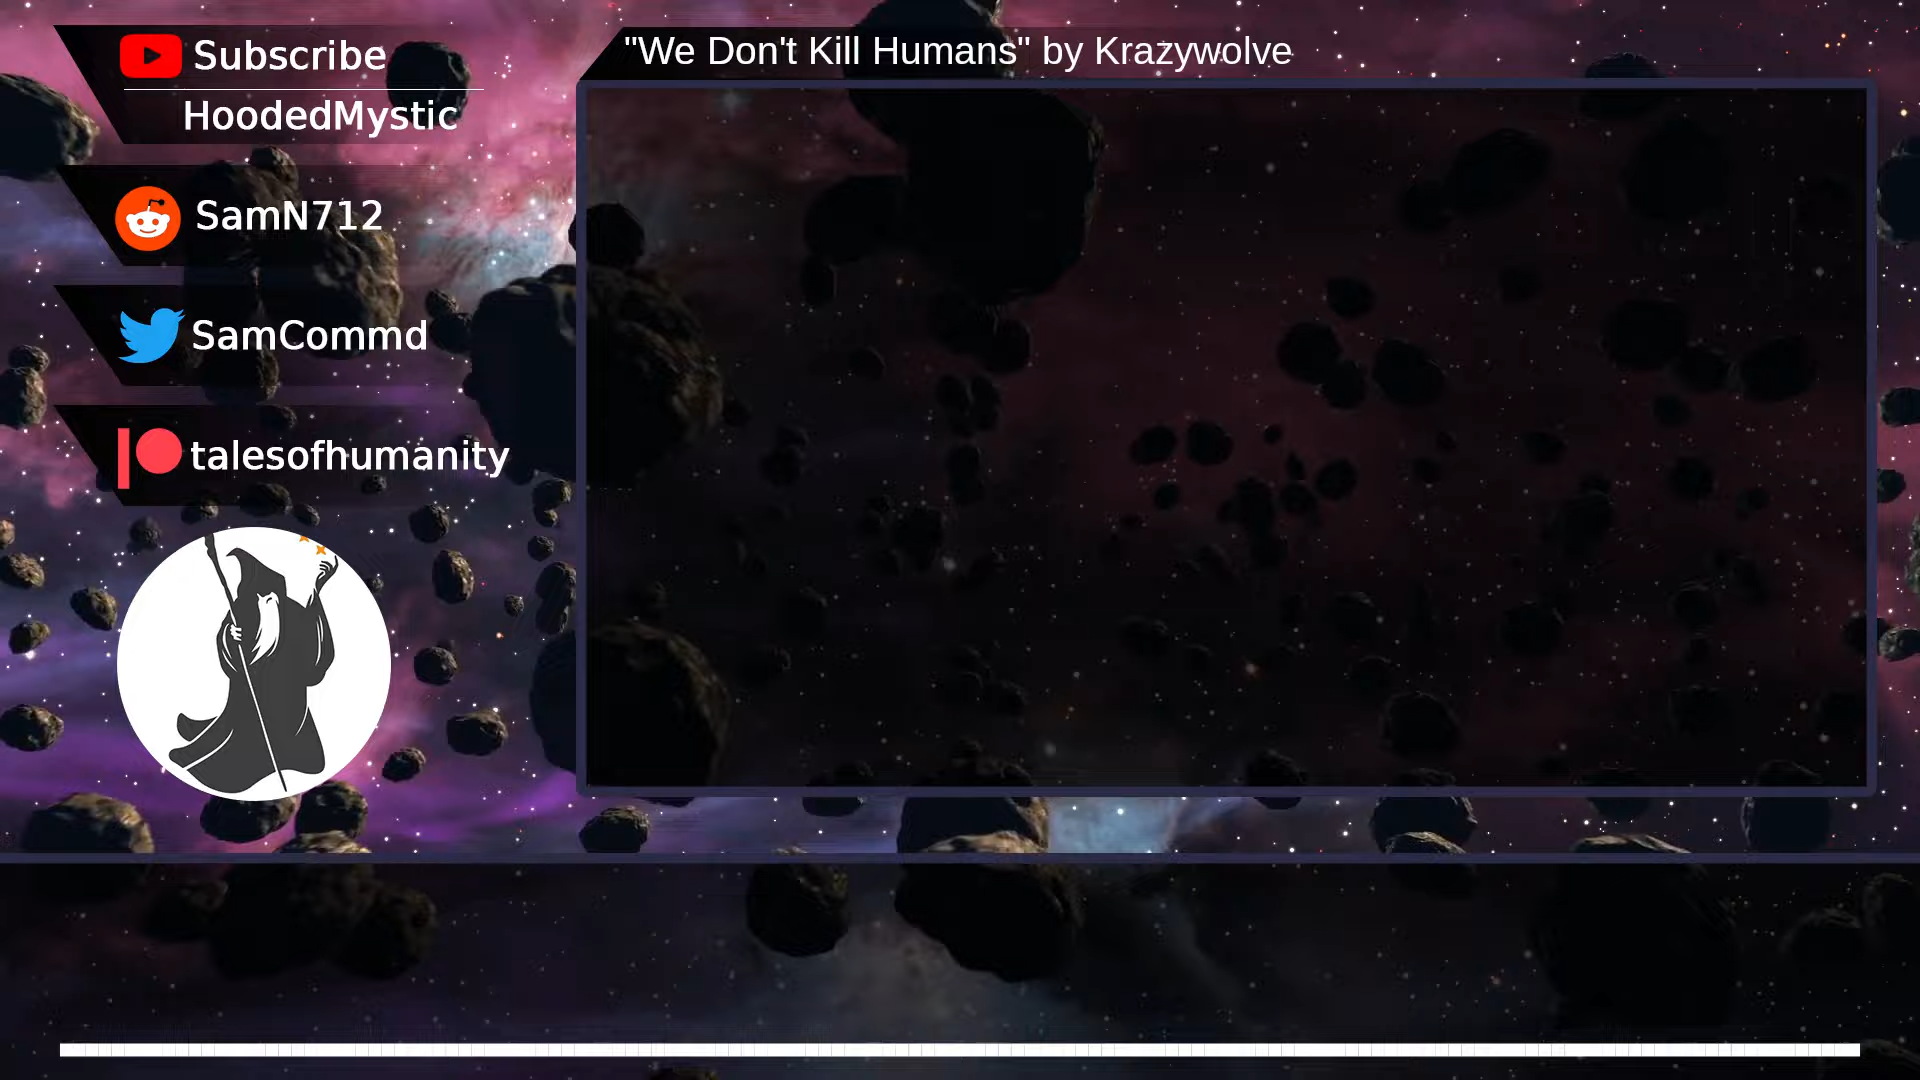 Subscribe
HoodedMystic
SamN712
SamCommd
talesofhumanity
"We Don't Kill Humans" by Krazywolve